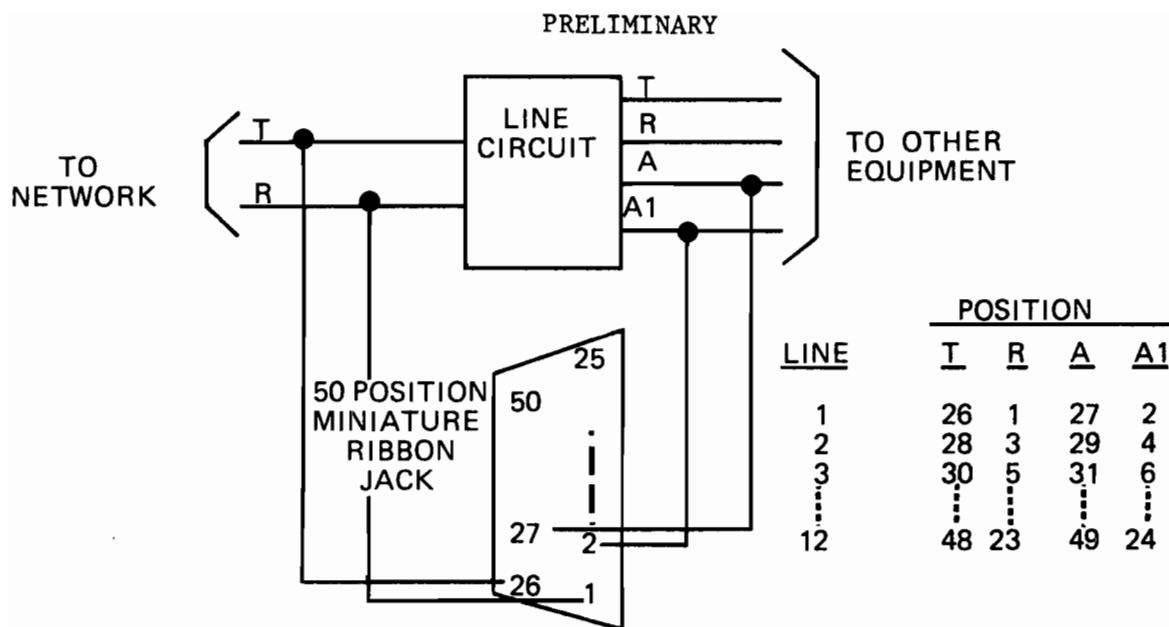 PRELIMINARY
TO
NETWORK
T
R
LINE
CIRCUIT
T
R
A
A1
TO OTHER
EQUIPMENT
50 POSITION
MINIATURE
RIBBON
JACK
25
50
27
2
26
1
POSITION
LINE T R A A1
1 26 1 27 2
2 28 3 29 4
3 30 5 31 6
12 48 23 49 24